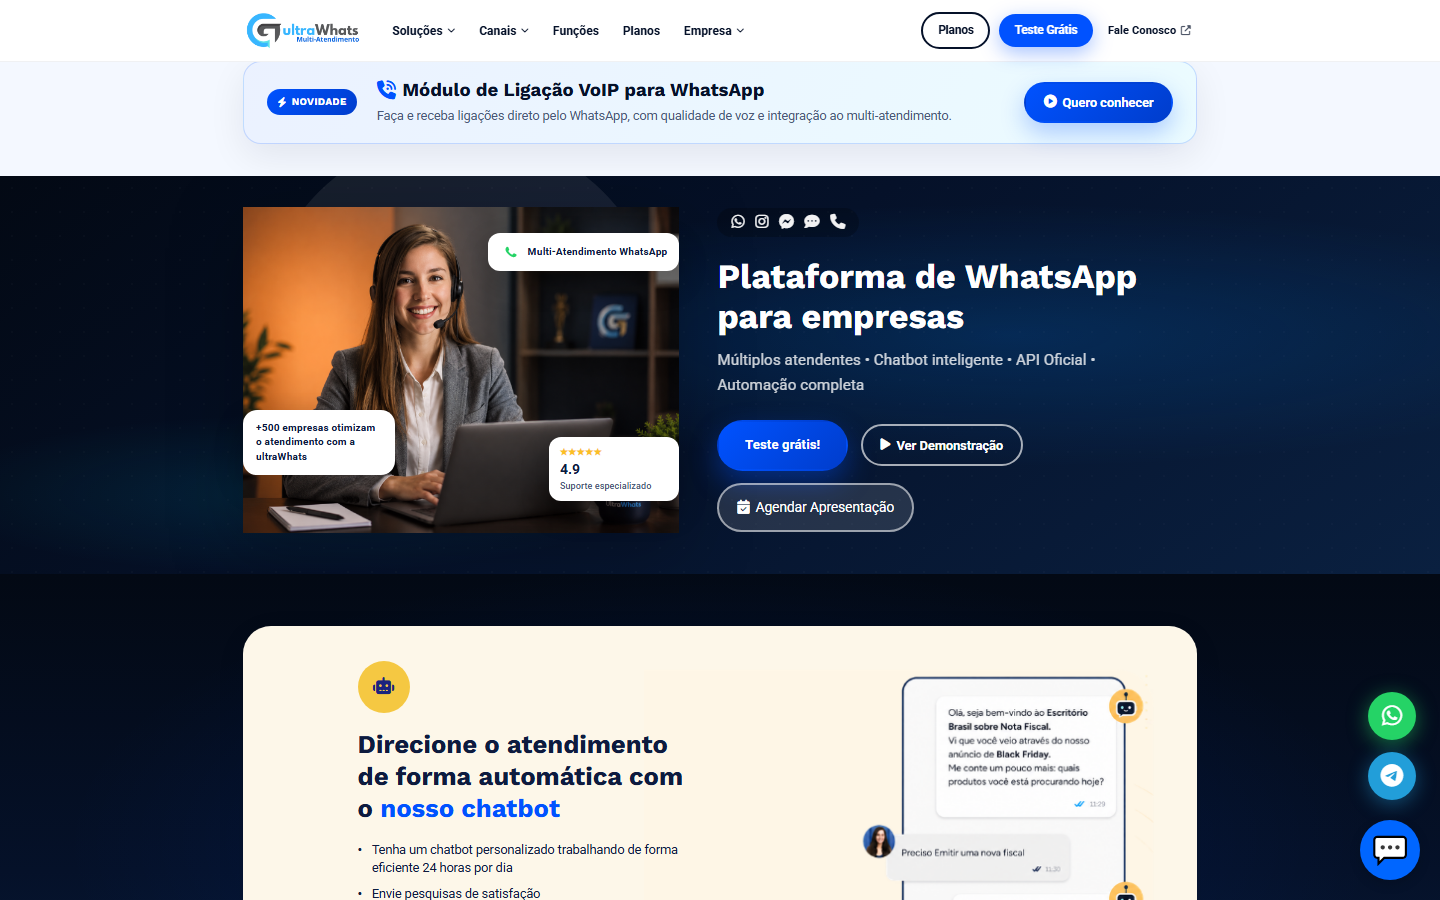 ultraWhats
Multi-Atendimento
Soluções
Canais
Funções
Planos
Empresa
Planos
Teste Grátis
Fale Conosco
NOVIDADE
Módulo de Ligação VoIP para WhatsApp
Faça e receba ligações direto pelo WhatsApp, com qualidade de voz e integração ao multi-atendimento.
Quero conhecer
Multi-Atendimento WhatsApp
+500 empresas otimizam
o atendimento com a
ultraWhats
4.9
Suporte especializado
ultraWhats
Plataforma de WhatsApp
para empresas
Múltiplos atendentes • Chatbot inteligente • API Oficial •
Automação completa
Teste grátis!
Ver Demonstração
Agendar Apresentação
Direcione o atendimento
de forma automática com
o nosso chatbot
• Tenha um chatbot personalizado trabalhando de forma
eficiente 24 horas por dia
• Envie pesquisas de satisfação
Olá, seja bem-vindo ào Escritório
Brasil sobre Nota Fiscal.
Vi que você veio através do nosso
anúncio de Black Friday.
Me conte um pouco mais: quais
produtos você está procurando hoje?
11:29
Preciso Emitir uma nova fiscal
11:20